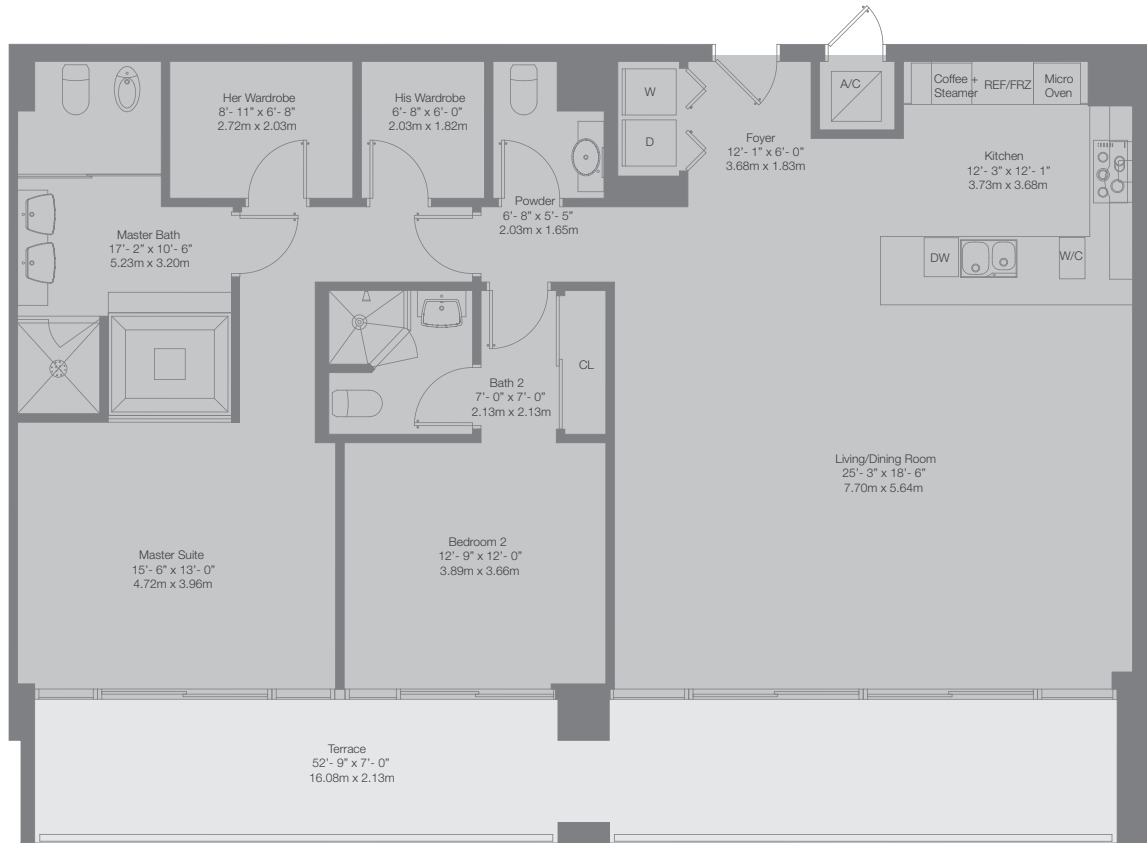 Her Wardrobe
8'- 11" x 6'- 8"
2.72m x 2.03m
His Wardrobe
6'- 8" x 6'- 0"
2.03m x 1.82m
W
D
A/C
Coffee +
Steamer
REF/FRZ
Micro
Oven
Foyer
12'- 1" x 6'- 0"
3.68m x 1.83m
Kitchen
12'- 3" x 12'- 1"
3.73m x 3.68m
Powder
6'- 8" x 5'- 5"
2.03m x 1.65m
Master Bath
17'- 2" x 10'- 6"
5.23m x 3.20m
DW
W/C
Bath 2
7'- 0" x 7'- 0"
2.13m x 2.13m
CL
Living/Dining Room
25'- 3" x 18'- 6"
7.70m x 5.64m
Master Suite
15'- 6" x 13'- 0"
4.72m x 3.96m
Bedroom 2
12'- 9" x 12'- 0"
3.89m x 3.66m
Terrace
52'- 9" x 7'- 0"
16.08m x 2.13m